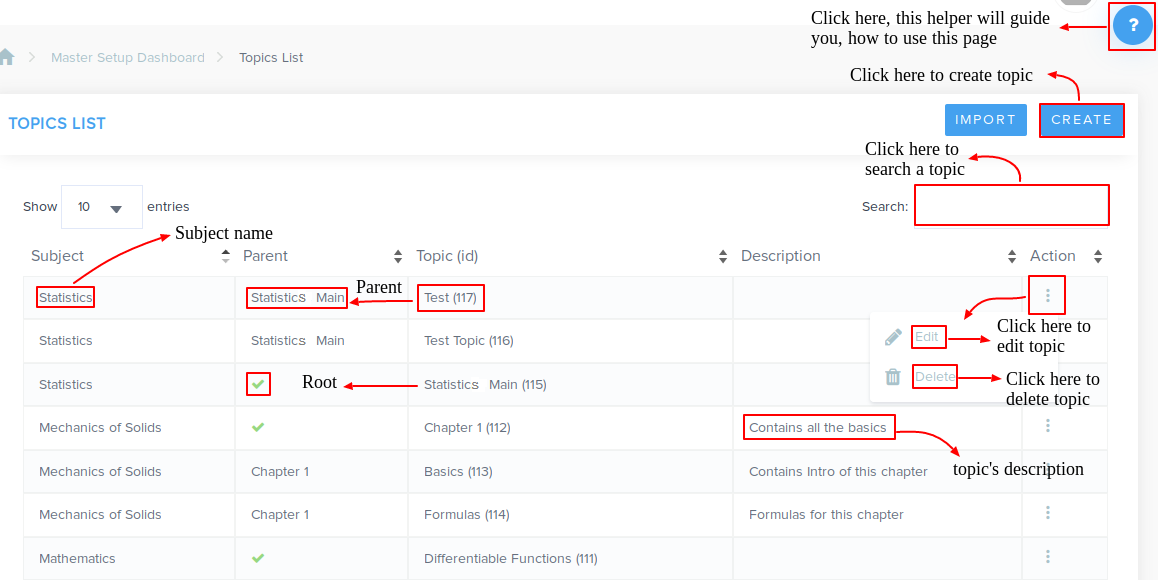 Click here, this helper will guide
you, how to use this page
?
Master Setup Dashboard Topics List
Click here to create topic
TOPICS LIST
IMPORT CREATE
Click here to
search a topic
Show 10 entries Search:
Subject name
Subject Parent Topic (id) Description Action
Parent
Statistics Statistics Main Test (117)
Click here to
edit topic
Statistics Statistics Main Test Topic (116) Edit
Delete
Click here to
delete topic
Root
Statistics Statistics Main (115)
Mechanics of Solids Chapter 1 (112) Contains all the basics
topic's description
Mechanics of Solids Chapter 1 Basics (113) Contains Intro of this chapter
Mechanics of Solids Chapter 1 Formulas (114) Formulas for this chapter
Mathematics Differentiable Functions (111)